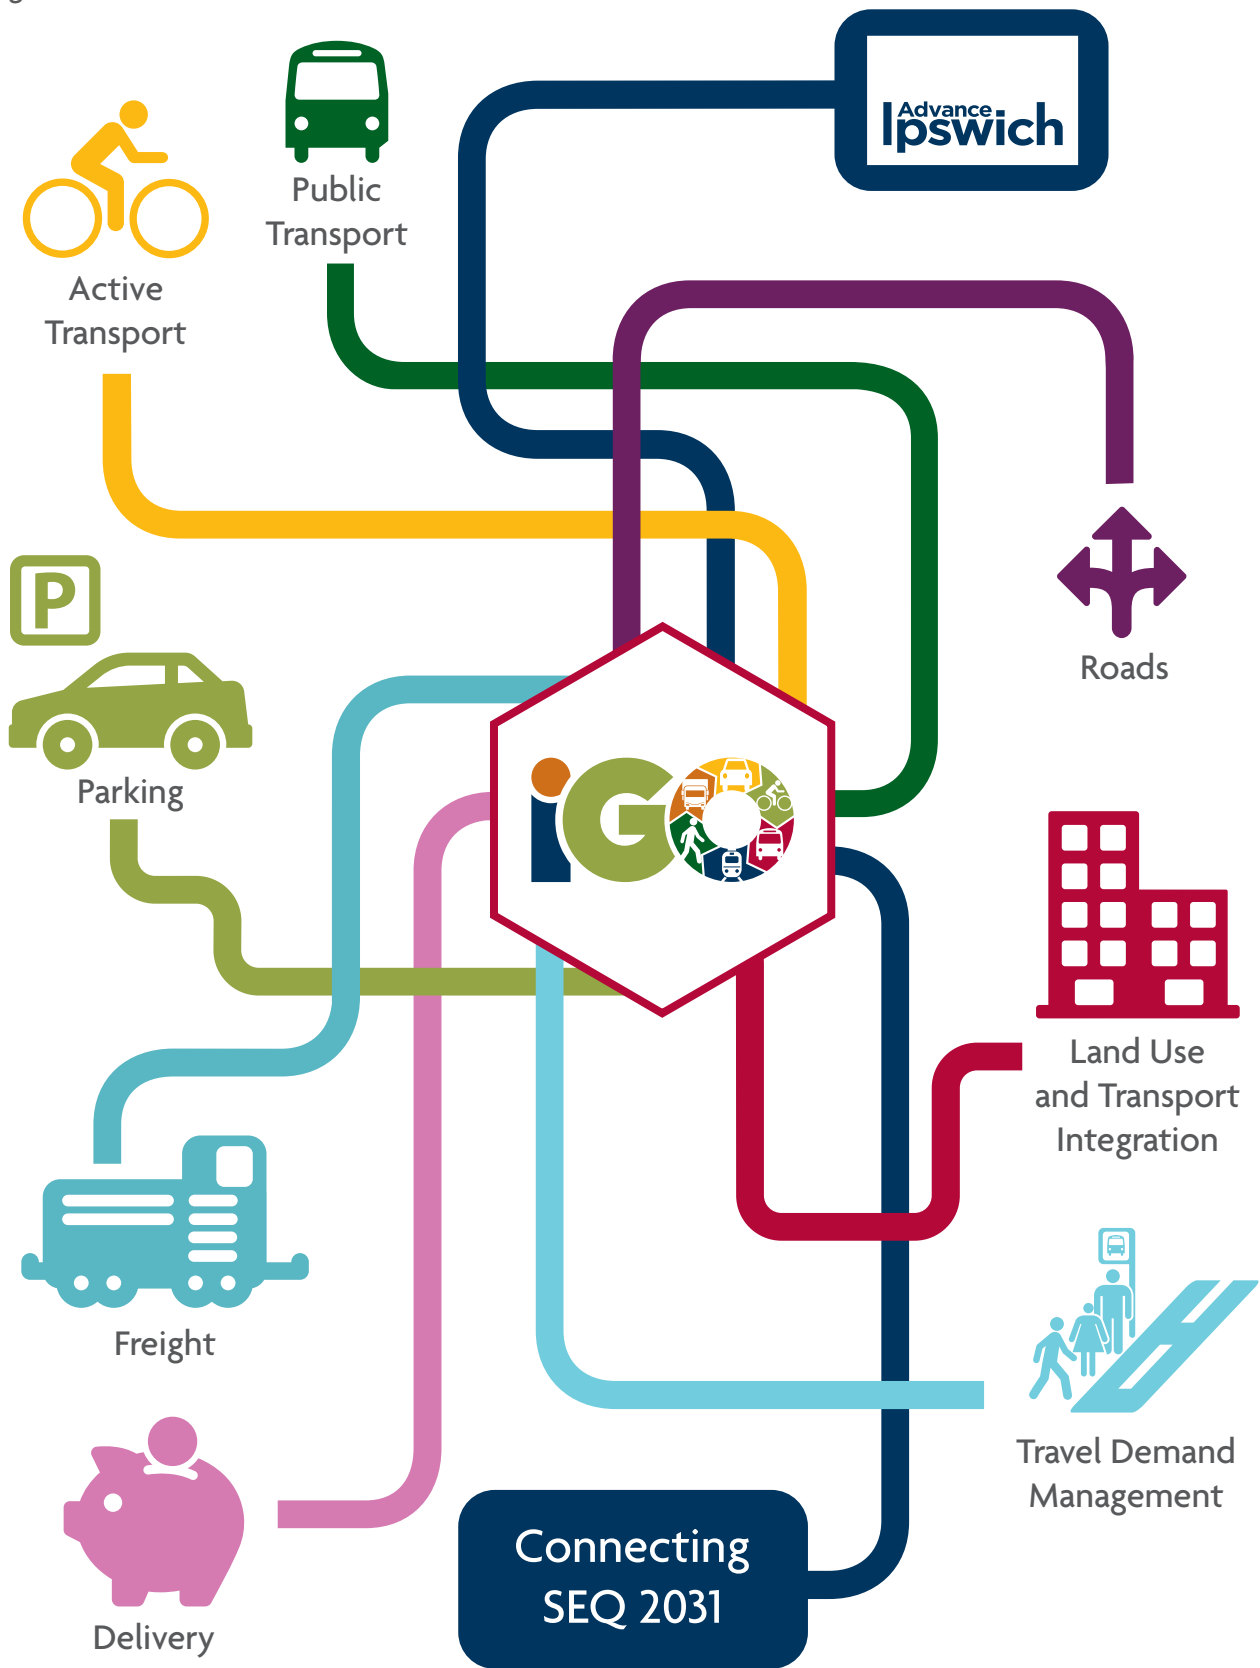 Advance
Ipswich
Public
Transport
Active
Transport
P
Roads
Parking
iGO
Land Use
and Transport
Integration
Freight
Travel Demand
Management
Connecting
SEQ 2031
Delivery